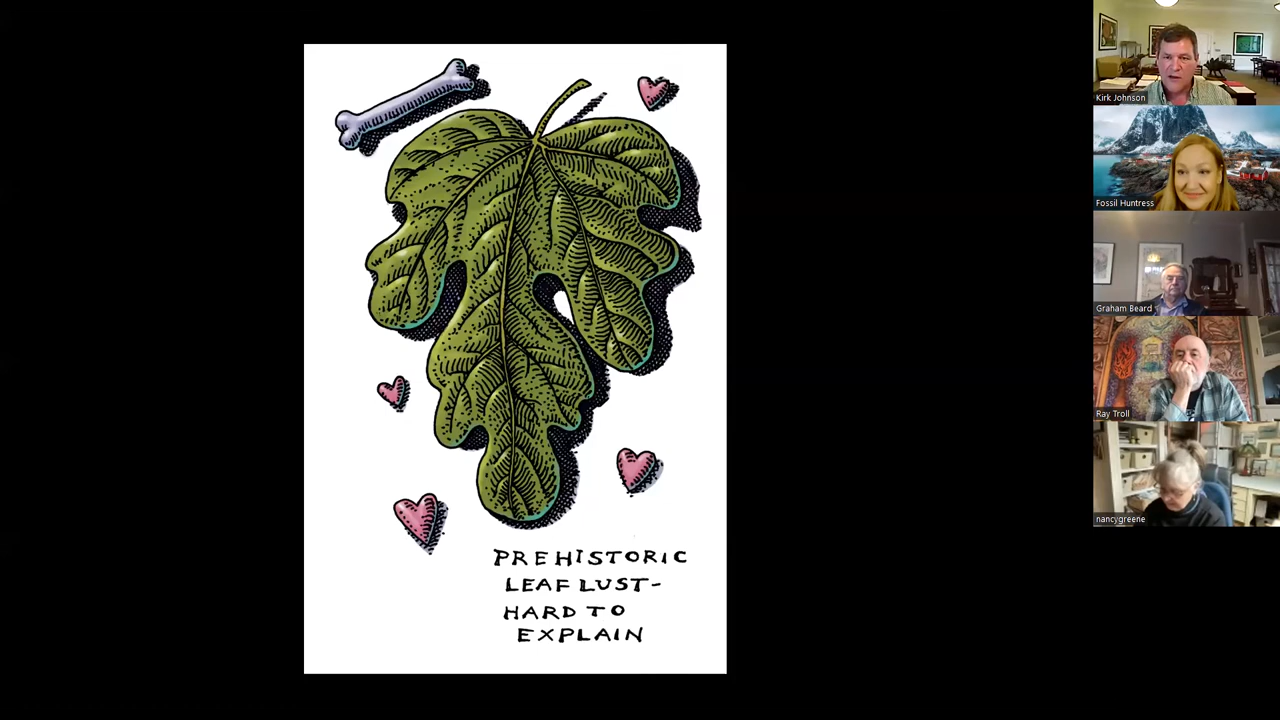 PREHISTORIC
LEAF LUST-
HARD TO
EXPLAIN
Kirk Johnson
Fossil Huntress
Graham Beard
Ray Troll
nancygreene